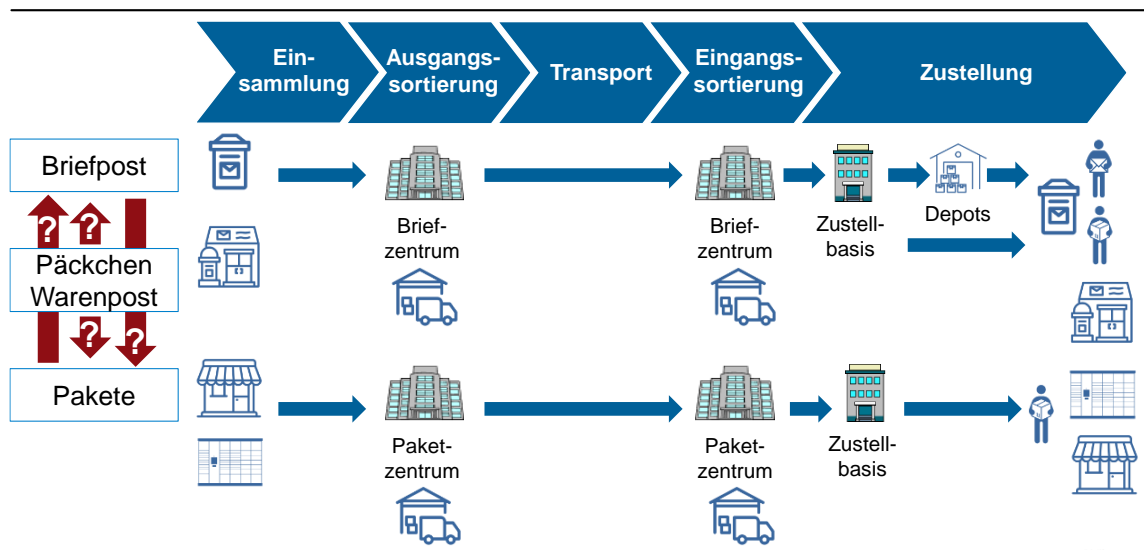 Ein-
sammlung
Ausgangs-
sortierung
Transport
Eingangs-
sortierung
Zustellung
Briefpost
?
?
Päckchen
Warenpost
?
?
Pakete
Brief-
zentrum
Brief-
zentrum
Zustell-
basis
Depots
Paket-
zentrum
Paket-
zentrum
Zustell-
basis